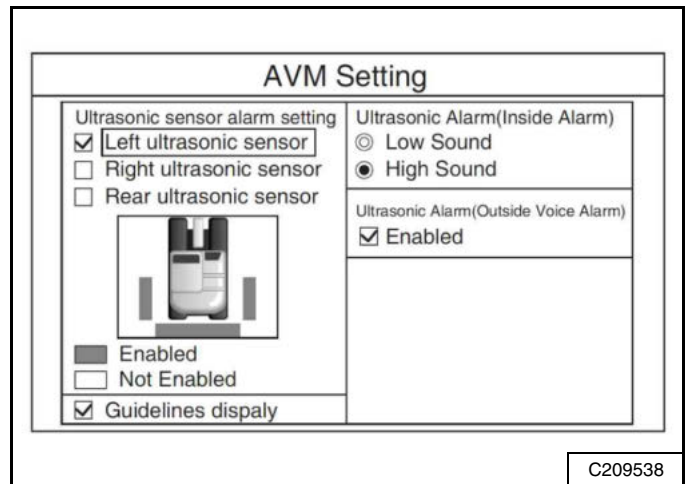 AVM Setting
Ultrasonic sensor alarm setting
Left ultrasonic sensor
Right ultrasonic sensor
Rear ultrasonic sensor
Enabled
Not Enabled
Guidelines dispaly
Ultrasonic Alarm(Inside Alarm)
Low Sound
High Sound
Ultrasonic Alarm(Outside Voice Alarm)
Enabled
C209538